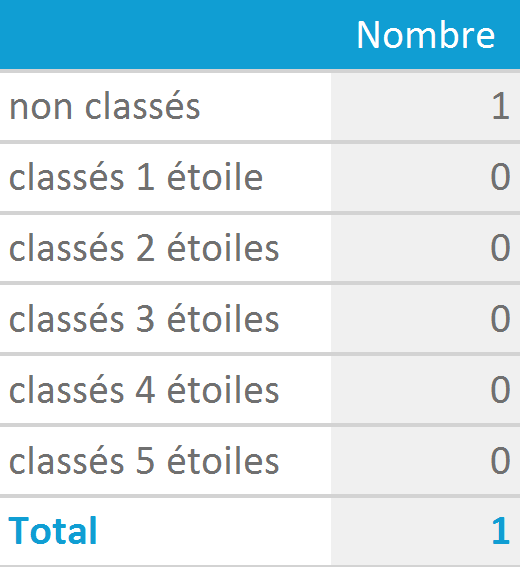 Nombre
non classés 1
classés 1 étoile 0
classés 2 étoiles 0
classés 3 étoiles 0
classés 4 étoiles 0
classés 5 étoiles 0
Total 1